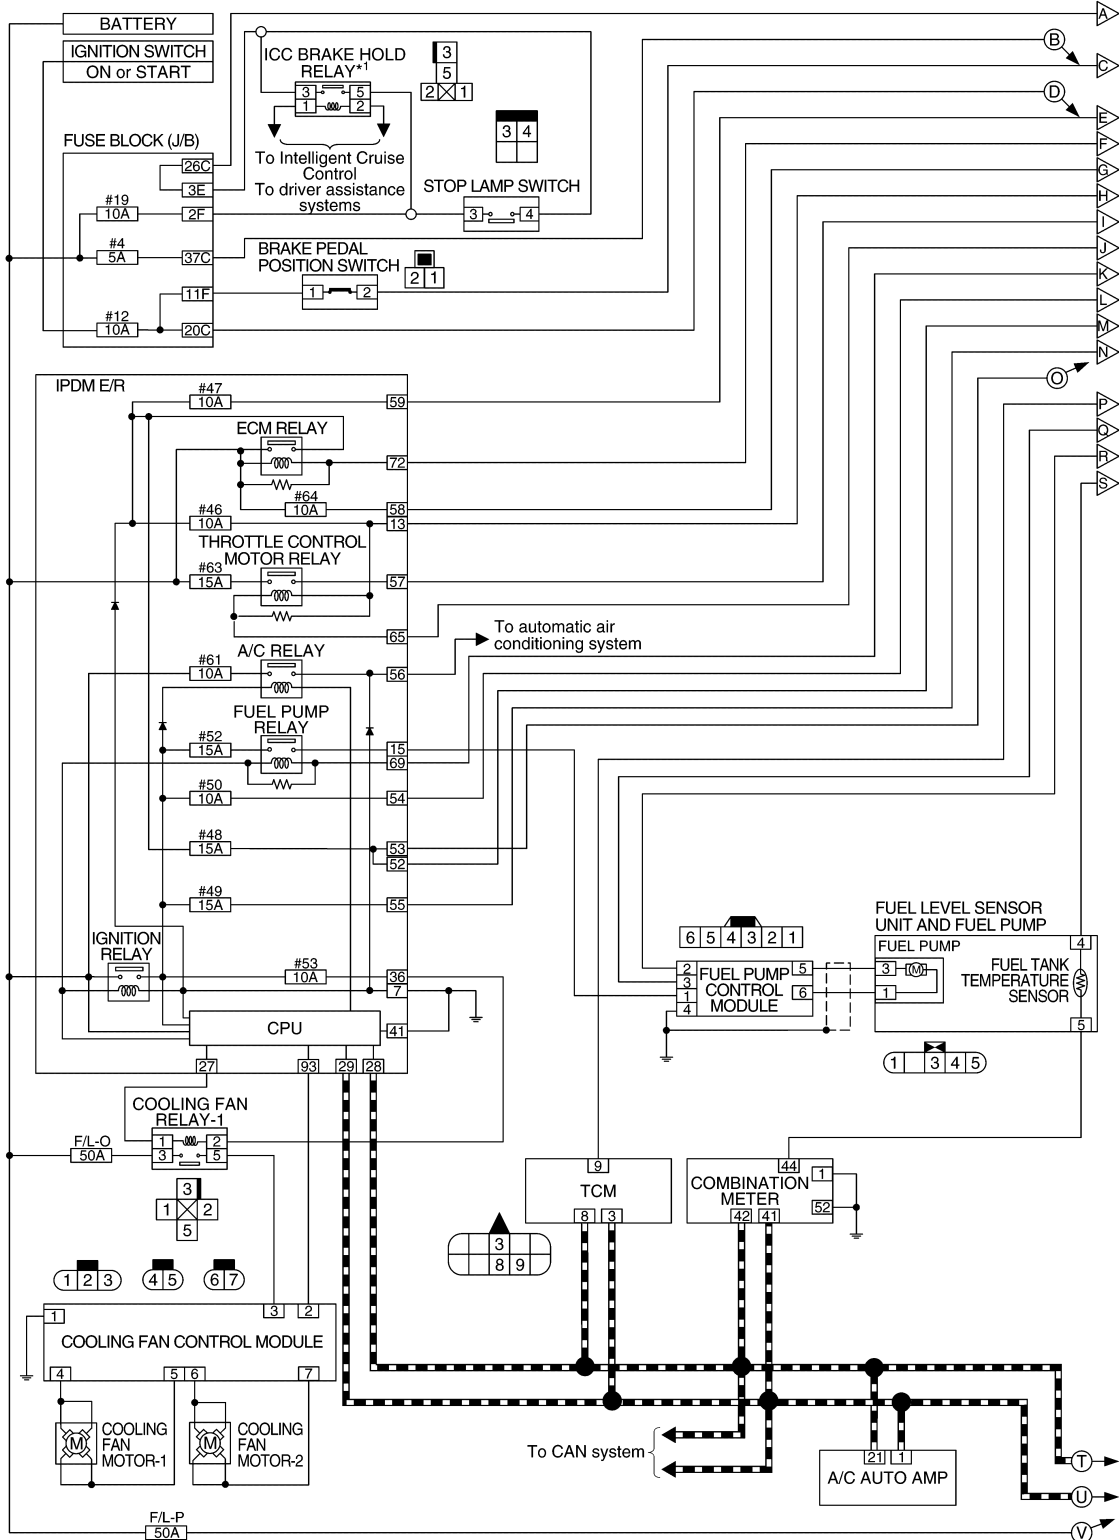 BATTERY
IGNITION SWITCH
ON or START
A
B
C
D
E
F
G
H
I
J
K
L
M
N
O
P
Q
R
S
ICC BRAKE HOLD
RELAY*1
3 5
1 2
3
5
2 1
3 4
To Intelligent Cruise
Control
To driver assistance
systems
STOP LAMP SWITCH
3 4
FUSE BLOCK (J/B)
26C
3E
#19
10A
2F
#4
5A
37C
11F
#12
10A
20C
BRAKE PEDAL
POSITION SWITCH
2 1
1 2
IPDM E/R
#47
10A
59
ECM RELAY
72
#64
10A
58
#46
10A
13
THROTTLE CONTROL
MOTOR RELAY
#63
15A
57
65
To automatic air
conditioning system
A/C RELAY
#61
10A
56
FUEL PUMP
RELAY
#52
15A
15
69
#50
10A
54
#48
15A
53
52
#49
15A
55
IGNITION
RELAY
#53
10A
36
7
CPU
41
27 93 29 28
6 5 4 3 2 1
2
3
1
4
FUEL PUMP
CONTROL
MODULE
5
6
FUEL LEVEL SENSOR
UNIT AND FUEL PUMP
FUEL PUMP
3 M
1
4
FUEL TANK
TEMPERATURE
SENSOR
5
1 3 4 5
COOLING FAN
RELAY-1
F/L-O
50A
1 2
3 5
3
1 2
5
1 2 3
4 5
6 7
1
3 2
COOLING FAN CONTROL MODULE
4 5 6 7
M
COOLING
FAN
MOTOR-1
M
COOLING
FAN
MOTOR-2
9
TCM
8 3
3
8 9
44
1
COMBINATION
METER
52
42 41
To CAN system
21 1
A/C AUTO AMP
T
U
V
F/L-P
50A